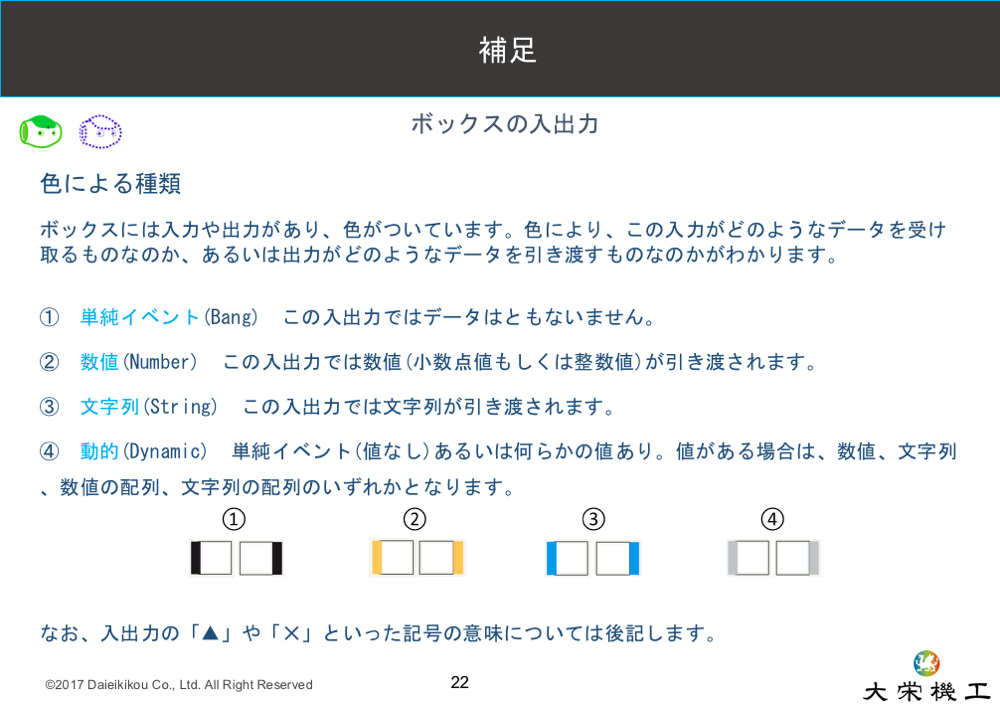 補足
ボックスの入出力
色による種類
ボックスには入力や出力があり、色がついています。色により、この入力がどのようなデータを受け
取るものなのか、あるいは出力がどのようなデータを引き渡すものなのかがわかります。
① 単純イベント(Bang) この入出力ではデータはともないません。
② 数値(Number) この入出力では数値(小数点値もしくは整数値)が引き渡されます。
③ 文字列(String) この入出力では文字列が引き渡されます。
④ 動的(Dynamic) 単純イベント(値なし)あるいは何らかの値あり。値がある場合は、数値、文字列
、数値の配列、文字列の配列のいずれかとなります。
① ② ③ ④
なお、入出力の「▲」や「×」といった記号の意味については後記します。
©2017 Daieikikou Co., Ltd. All Right Reserved
22
大栄機工